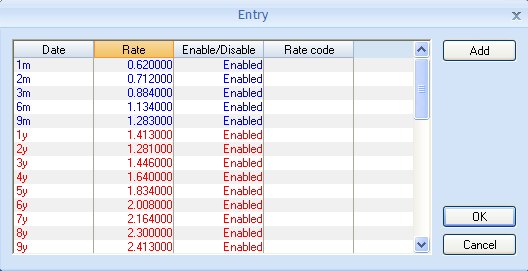 Entry
Date Rate Enable/Disable Rate code
1m 0.620000 Enabled
2m 0.712000 Enabled
3m 0.884000 Enabled
6m 1.134000 Enabled
9m 1.283000 Enabled
1y 1.413000 Enabled
2y 1.281000 Enabled
3y 1.446000 Enabled
4y 1.640000 Enabled
5y 1.834000 Enabled
6y 2.008000 Enabled
7y 2.164000 Enabled
8y 2.300000 Enabled
9y 2.413000 Enabled
Add
OK
Cancel